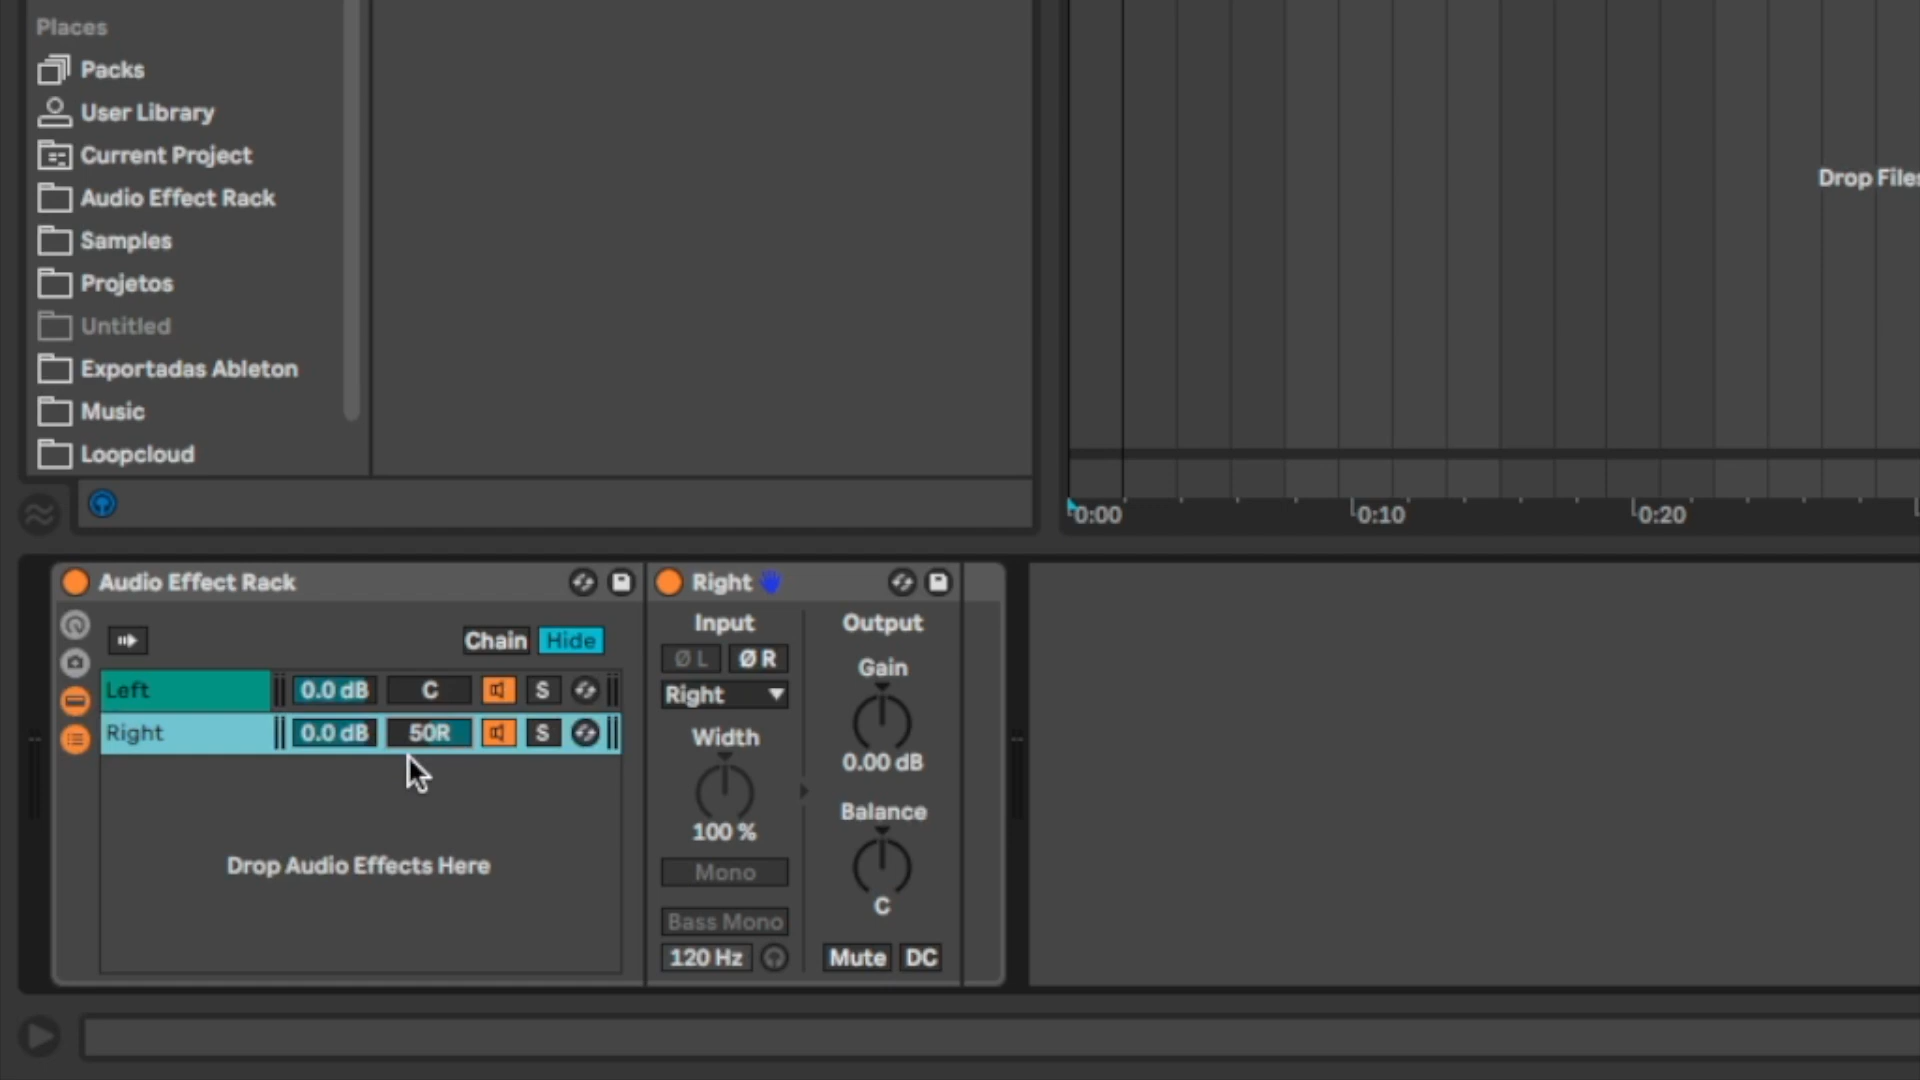 Places
Packs
User Library
Current Project
Audio Effect Rack
Samples
Projetos
Untitled
Exportadas Ableton
Music
Loopcloud
Drop Files
0:00 0:10 0:20
Audio Effect Rack
Chain Hide
Left 0.0 dB C S
Right 0.0 dB 50R S
Drop Audio Effects Here
Right
Input
Ø L Ø R
Right
Width
100 %
Mono
Bass Mono
120 Hz
Output
Gain
0.00 dB
Balance
C
Mute DC